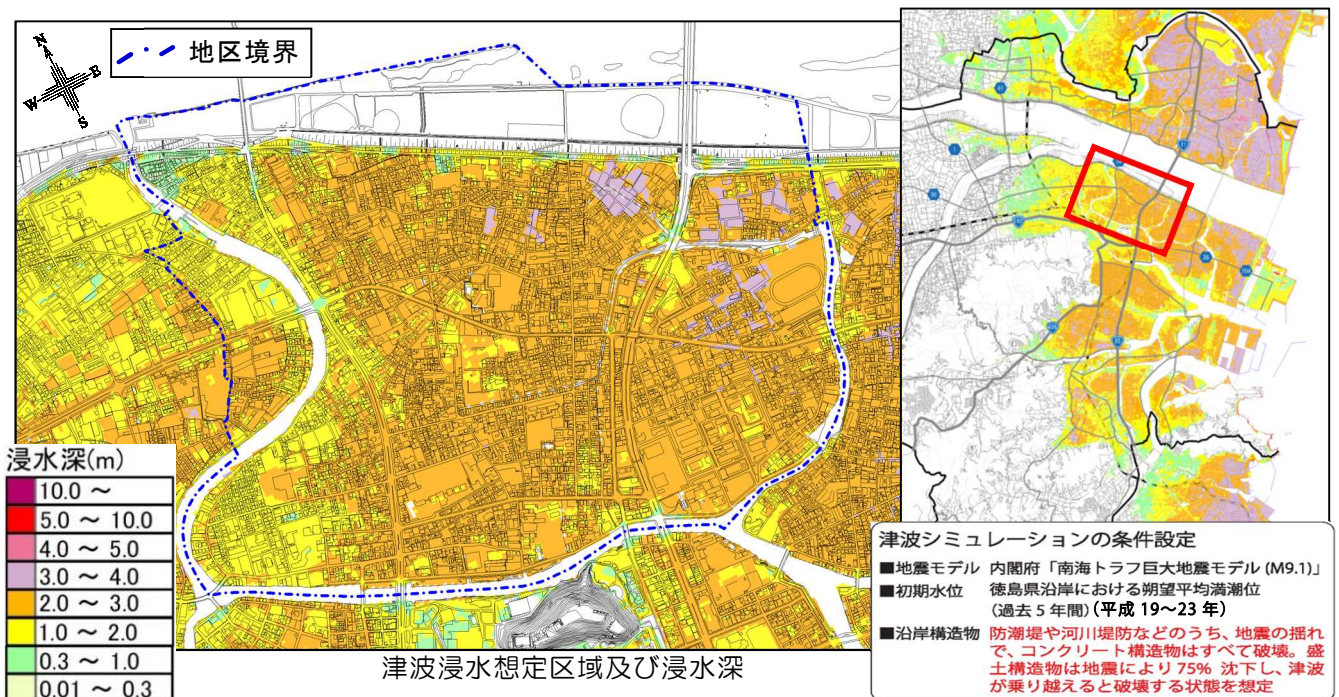 N
E
W
S
地区境界
浸水深(m)
10.0 ～
5.0 ～ 10.0
4.0 ～ 5.0
3.0 ～ 4.0
2.0 ～ 3.0
1.0 ～ 2.0
0.3 ～ 1.0
0.01 ～ 0.3
津波浸水想定区域及び浸水深
津波シミュレーションの条件設定
■地震モデル 内閣府「南海トラフ巨大地震モデル(M9.1)」
■初期水位 徳島県沿岸における朔望平均満潮位
(過去5年間)(平成 19～23 年)
■沿岸構造物 防潮堤や河川堤防などのうち、地震の揺れ
で、コンクリート構造物はすべて破壊。盛
土構造物は地震により 75% 沈下し、津波
が乗り越えると破壊する状態を想定